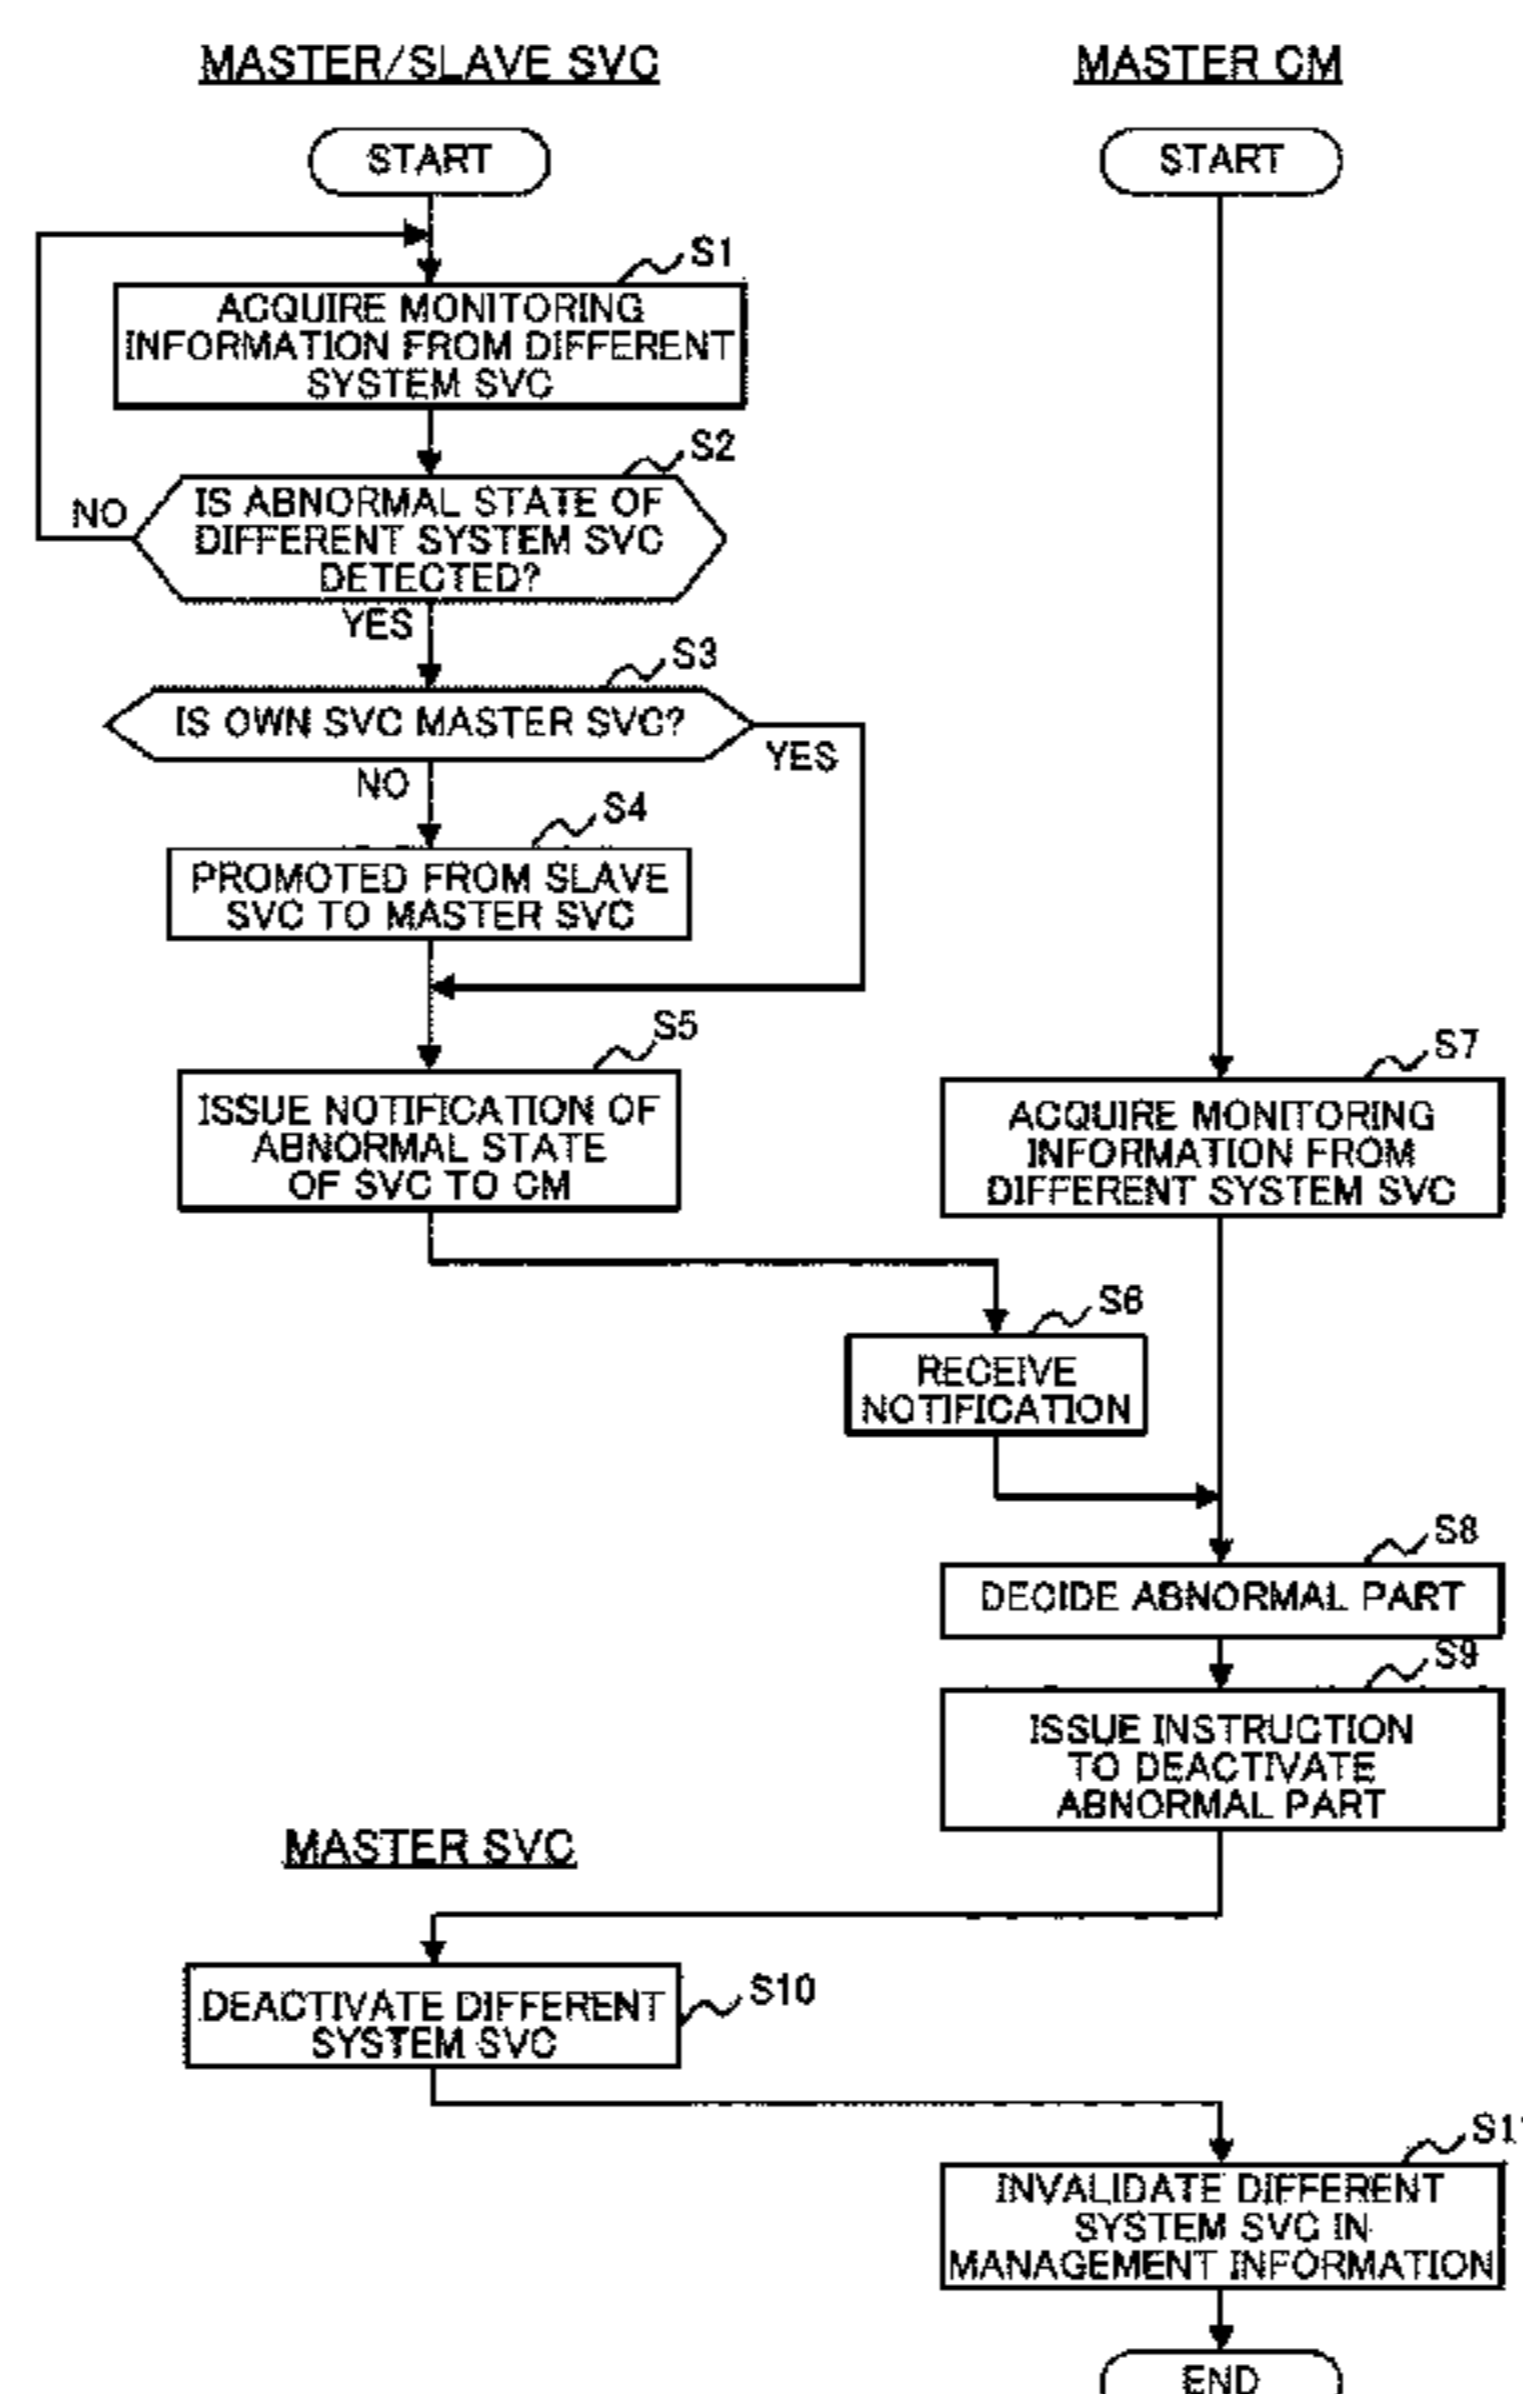 MASTER/SLAVE SVC
MASTER CM
START
START
S1
ACQUIRE MONITORING
INFORMATION FROM DIFFERENT
SYSTEM SVC
S2
IS ABNORMAL STATE OF
DIFFERENT SYSTEM SVC
DETECTED?
NO
YES
S3
IS OWN SVC MASTER SVC?
YES
NO
S4
PROMOTED FROM SLAVE
SVC TO MASTER SVC
S5
ISSUE NOTIFICATION OF
ABNORMAL STATE
OF SVC TO CM
S7
ACQUIRE MONITORING
INFORMATION FROM
DIFFERENT SYSTEM SVC
S6
RECEIVE
NOTIFICATION
S8
DECIDE ABNORMAL PART
S9
ISSUE INSTRUCTION
TO DEACTIVATE
ABNORMAL PART
MASTER SVC
DEACTIVATE DIFFERENT
SYSTEM SVC
S10
S11
INVALIDATE DIFFERENT
SYSTEM SVC IN
MANAGEMENT INFORMATION
END